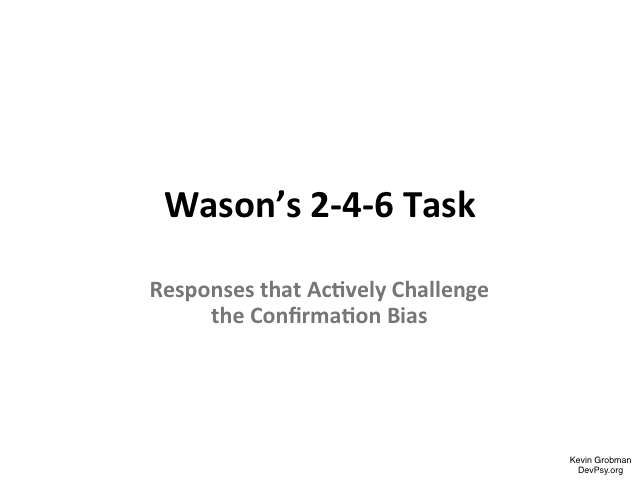 Wason’s 2-4-6 Task
Responses that Actively Challenge
the Confirmation Bias
Kevin Grobman
DevPsy.org